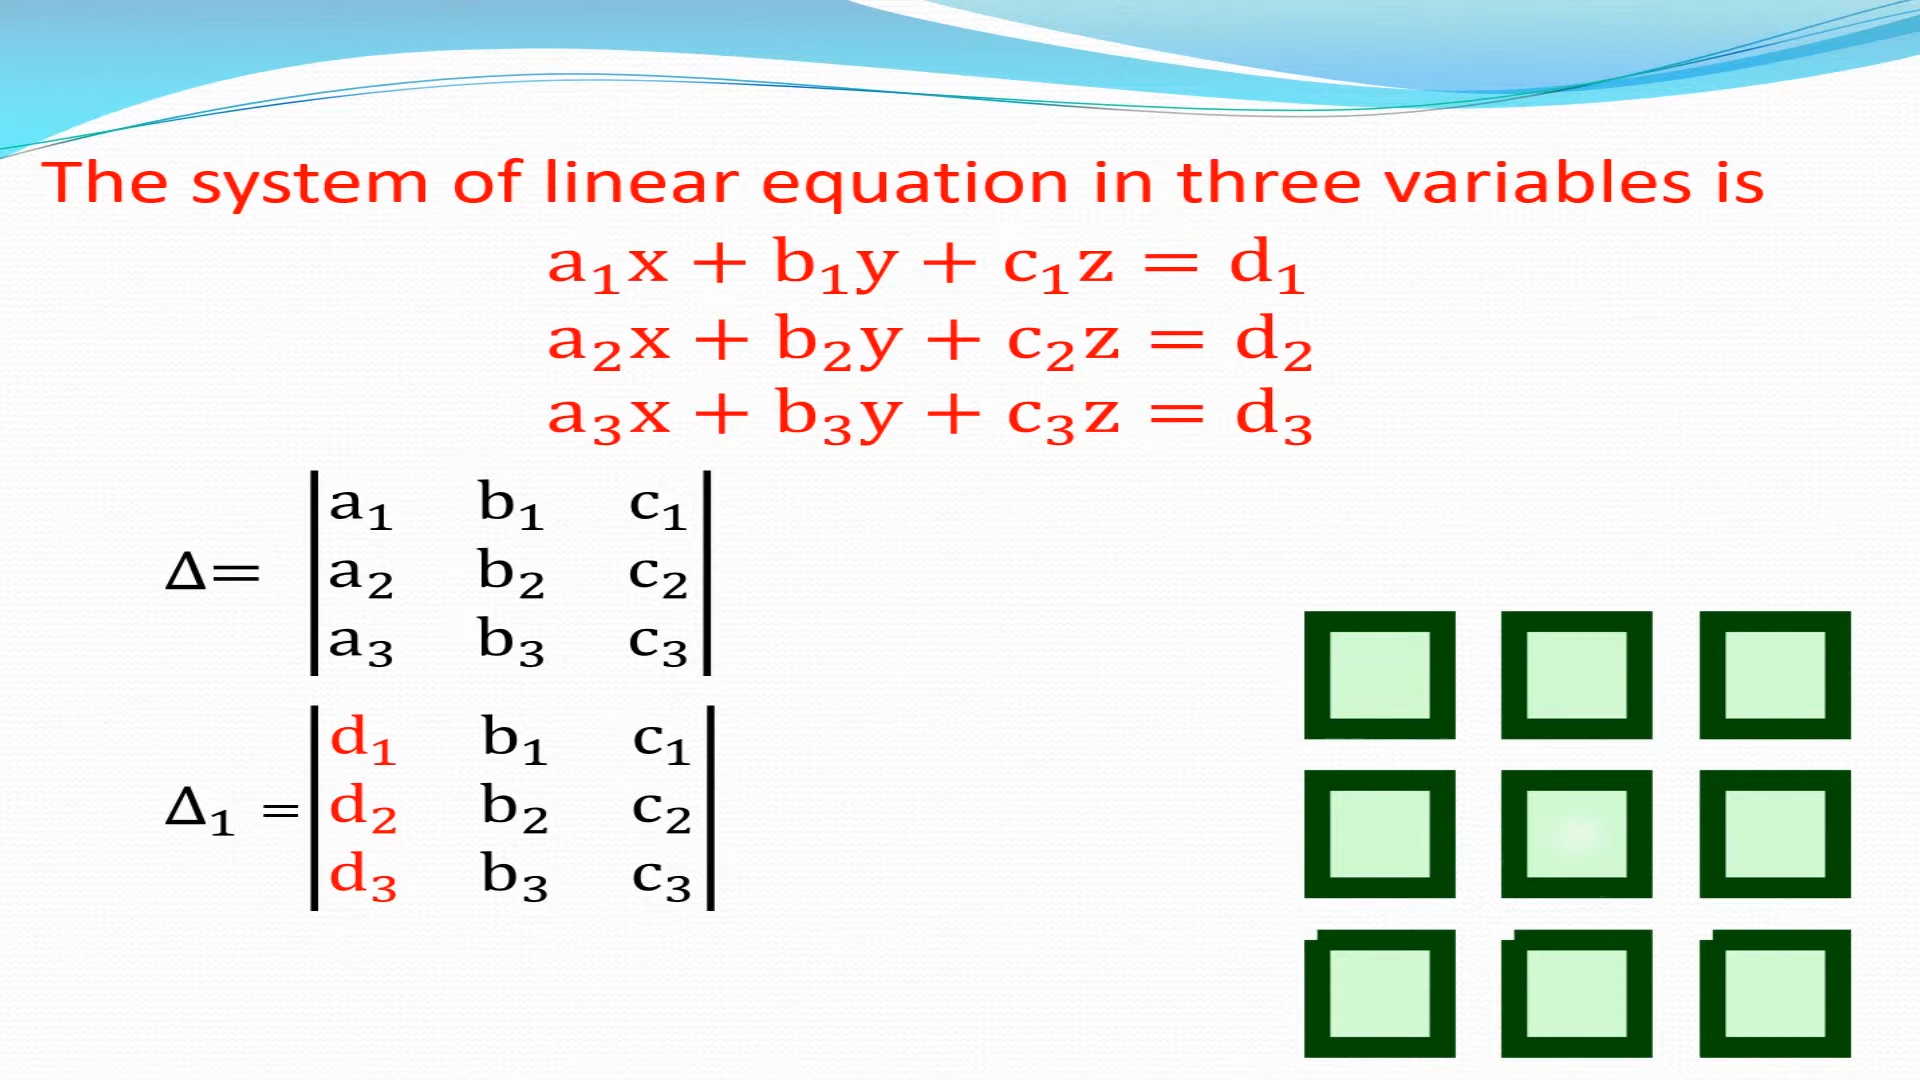 The system of linear equation in three variables is
a₁x + b₁y + c₁z = d₁
a₂x + b₂y + c₂z = d₂
a₃x + b₃y + c₃z = d₃
a₁ b₁ c₁
Δ= a₂ b₂ c₂
a₃ b₃ c₃
d₁ b₁ c₁
Δ₁ = d₂ b₂ c₂
d₃ b₃ c₃